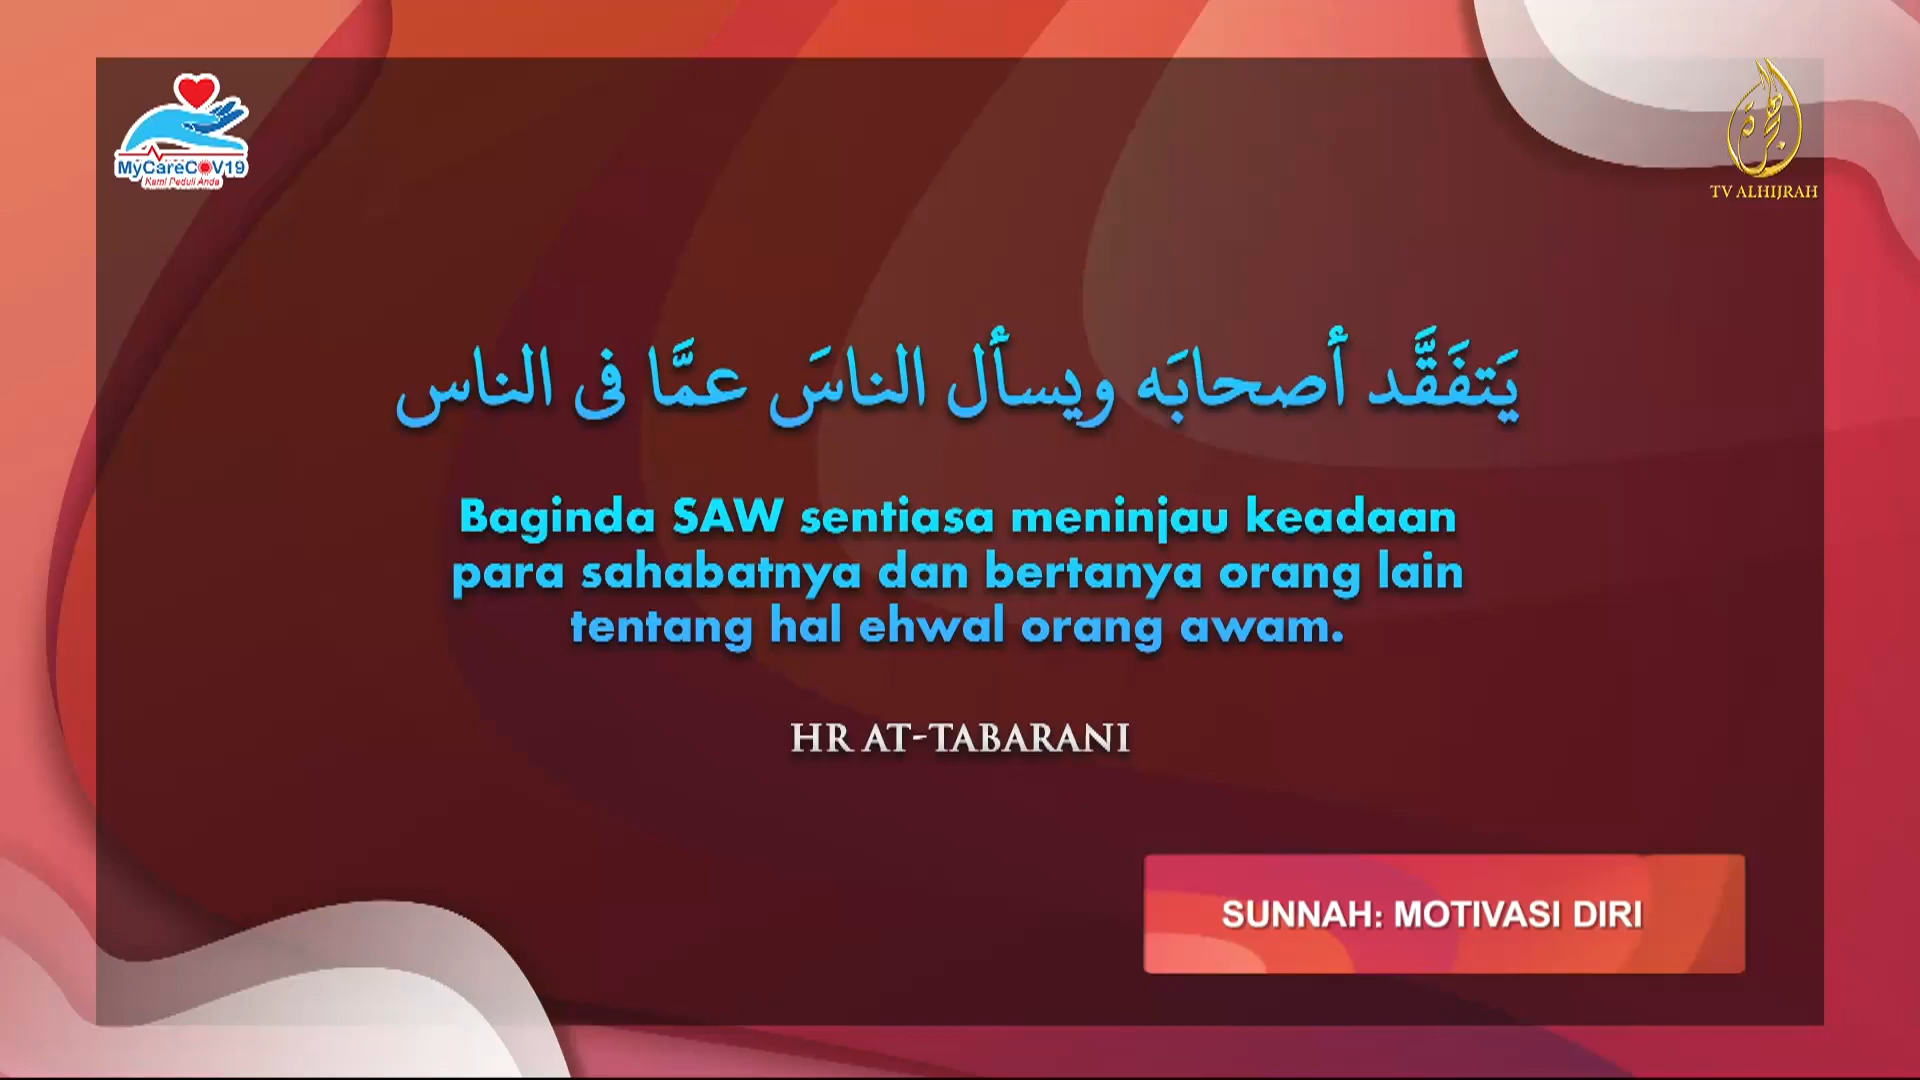 MyCareCOV19
Kami Peduli Anda
TV ALHIJRAH
يَتفَقَّد أصحابَه ويسأل الناسَ عمَّا فى الناس
Baginda SAW sentiasa meninjau keadaan
para sahabatnya dan bertanya orang lain
tentang hal ehwal orang awam.
HR AT-TABARANI
SUNNAH: MOTIVASI DIRI